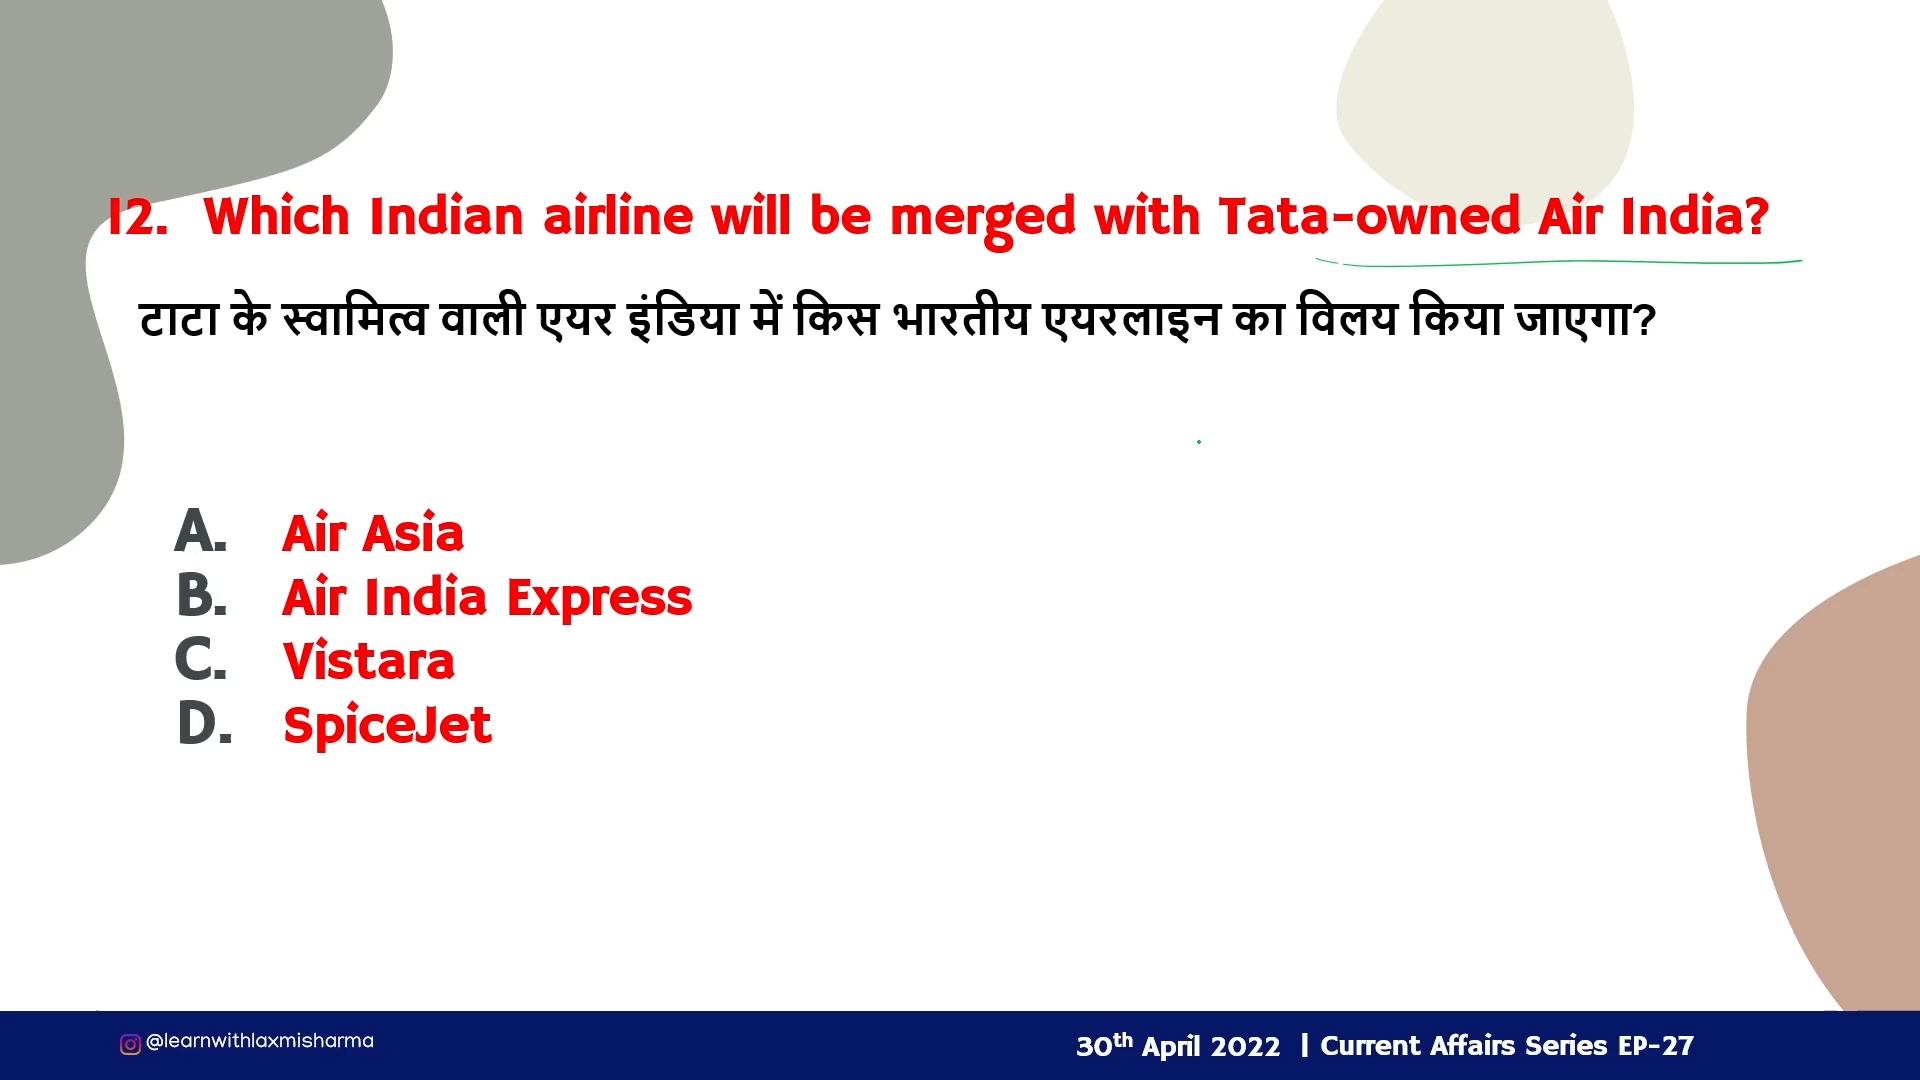 12. Which Indian airline will be merged with Tata-owned Air India?
टाटा के स्वामित्व वाली एयर इंडिया में किस भारतीय एयरलाइन का विलय किया जाएगा?
A. Air Asia
B. Air India Express
C. Vistara
D. SpiceJet
@learnwithlaxmisharma
30th April 2022 | Current Affairs Series EP-27